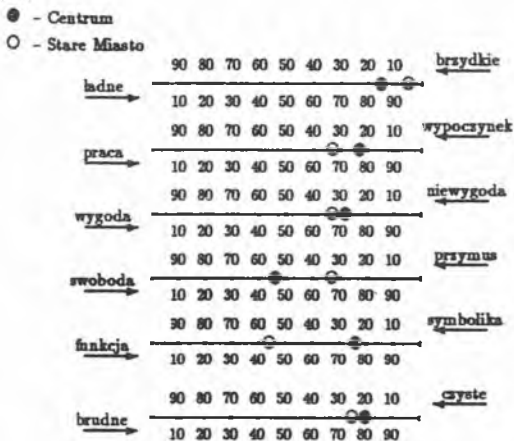 - Centrum
- Stare Miasto
90 80 70 60 50 40 30 20 10 brzydkie
ładne
10 20 30 40 50 60 70 80 90
90 80 70 60 50 40 30 20 10 wypoczynek
praca
10 20 30 40 50 60 70 80 90
90 80 70 60 50 40 30 20 10 niewygoda
wygoda
10 20 30 40 50 60 70 80 90
90 80 70 60 50 40 30 20 10 przymus
swoboda
10 20 30 40 50 60 70 80 90
90 80 70 60 50 40 30 20 10 symbolika
funkcja
10 20 30 40 50 60 70 80 90
90 80 70 60 50 40 30 20 10 czyste
brudne
10 20 30 40 50 60 70 80 90